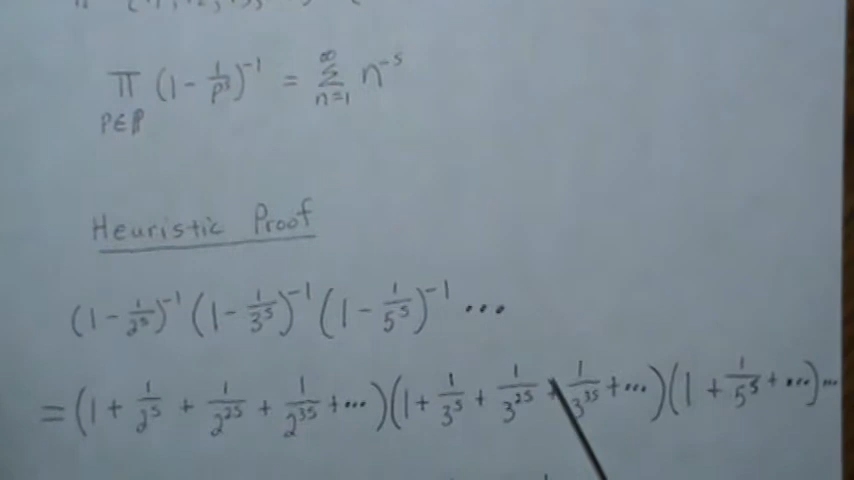 ∏ (1 - 1/p^s)^-1 = ∑ n^-s
p∈ℙ n=1 ∞
Heuristic Proof
(1 - 1/2^s)^-1 (1 - 1/3^s)^-1 (1 - 1/5^s)^-1 ...
= (1 + 1/2^s + 1/2^2s + 1/2^3s + ...)(1 + 1/3^s + 1/3^2s + 1/3^3s + ...)(1 + 1/5^s + ...)...